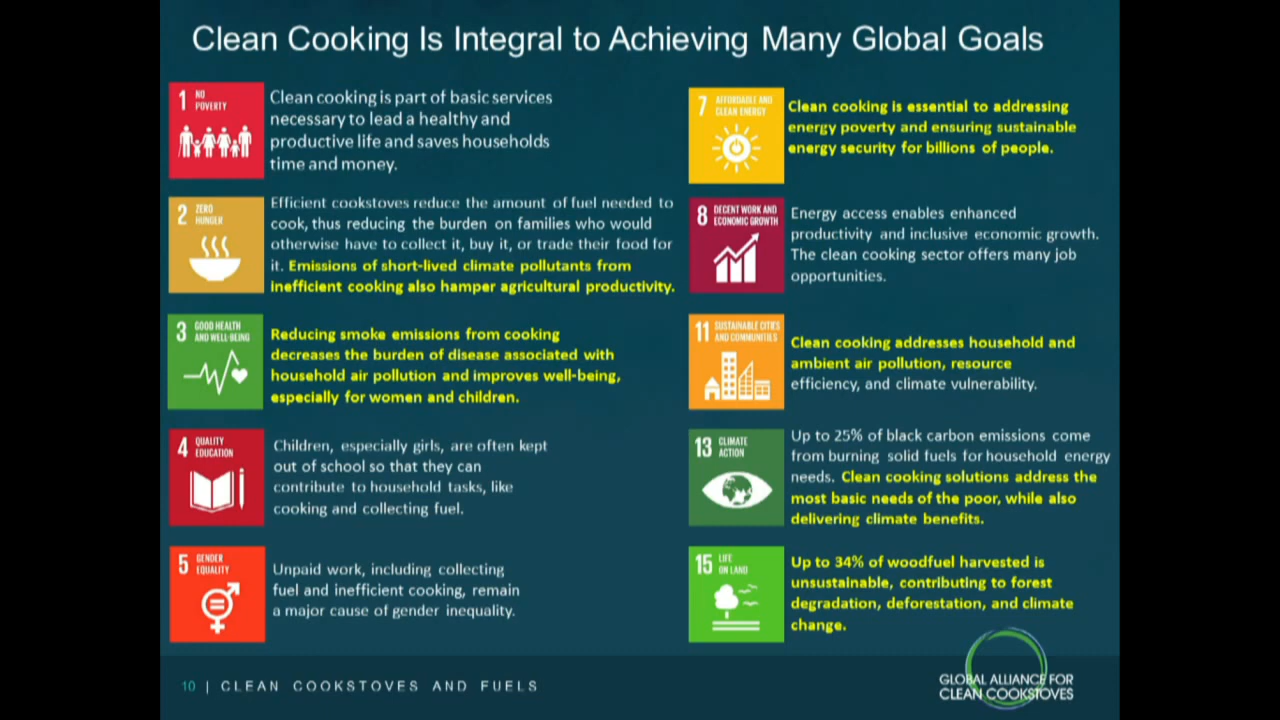 Clean Cooking Is Integral to Achieving Many Global Goals
1 NO
POVERTY
Clean cooking is part of basic services
necessary to lead a healthy and
productive life and saves households
time and money.
2 ZERO
HUNGER
Efficient cookstoves reduce the amount of fuel needed to
cook, thus reducing the burden on families who would
otherwise have to collect it, buy it, or trade their food for
it. Emissions of short-lived climate pollutants from
inefficient cooking also hamper agricultural productivity.
3 GOOD HEALTH
AND WELL-BEING
Reducing smoke emissions from cooking
decreases the burden of disease associated with
household air pollution and improves well-being,
especially for women and children.
4 QUALITY
EDUCATION
Children, especially girls, are often kept
out of school so that they can
contribute to household tasks, like
cooking and collecting fuel.
5 GENDER
EQUALITY
Unpaid work, including collecting
fuel and inefficient cooking, remain
a major cause of gender inequality.
7 AFFORDABLE AND
CLEAN ENERGY
Clean cooking is essential to addressing
energy poverty and ensuring sustainable
energy security for billions of people.
8 DECENT WORK AND
ECONOMIC GROWTH
Energy access enables enhanced
productivity and inclusive economic growth.
The clean cooking sector offers many job
opportunities.
11 SUSTAINABLE CITIES
AND COMMUNITIES
Clean cooking addresses household and
ambient air pollution, resource
efficiency, and climate vulnerability.
13 CLIMATE
ACTION
Up to 25% of black carbon emissions come
from burning solid fuels for household energy
needs. Clean cooking solutions address the
most basic needs of the poor, while also
delivering climate benefits.
15 LIFE
ON LAND
Up to 34% of woodfuel harvested is
unsustainable, contributing to forest
degradation, deforestation, and climate
change.
10 | CLEAN COOKSTOVES AND FUELS
GLOBAL ALLIANCE FOR
CLEAN COOKSTOVES